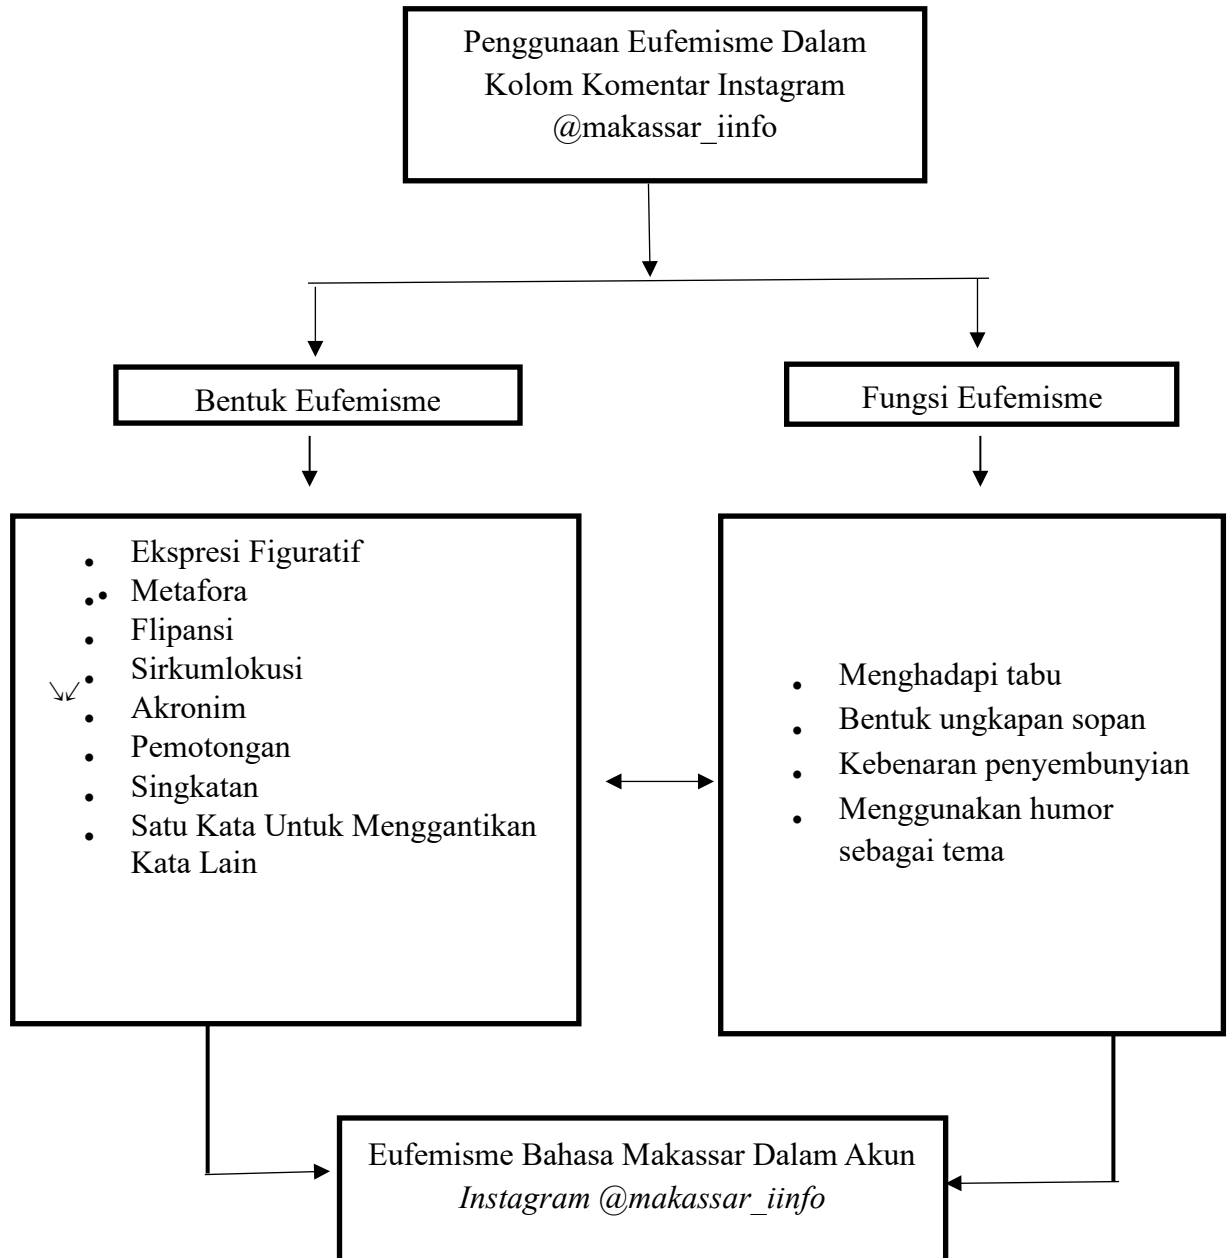 Penggunaan Eufemisme Dalam
Kolom Komentar Instagram
@makassar_iinfo
Bentuk Eufemisme
Fungsi Eufemisme
• Ekspresi Figuratif
• Metafora
• Flipansi
• Sirkumlokusi
• Akronim
• Pemotongan
• Singkatan
• Satu Kata Untuk Menggantikan
Kata Lain
• Menghadapi tabu
• Bentuk ungkapan sopan
• Kebenaran penyembunyian
• Menggunakan humor
sebagai tema
Eufemisme Bahasa Makassar Dalam Akun
Instagram @makassar_iinfo